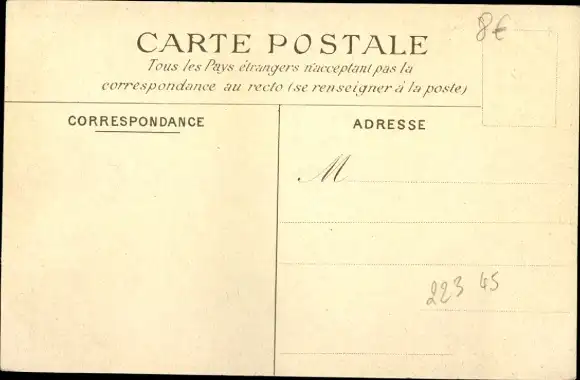 8€
CARTE POSTALE
Tous les Pays étrangers n'acceptant pas la
correspondance au recto (se renseigner à la poste)
CORRESPONDANCE
ADRESSE
M
223 45